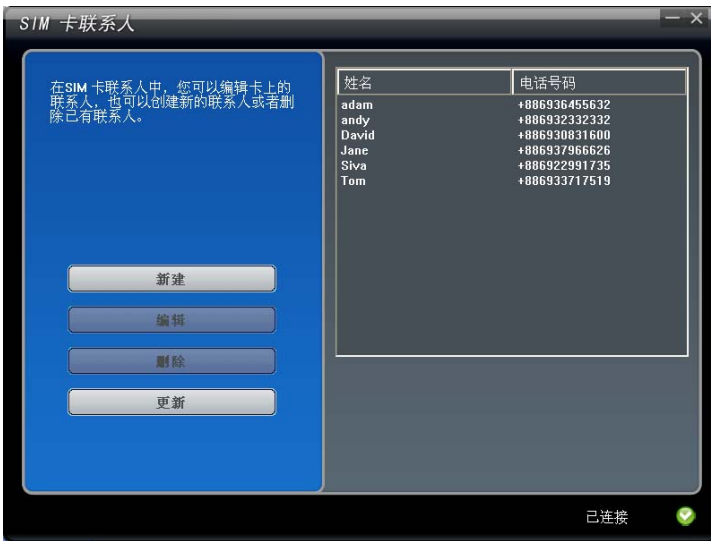 SIM 卡联系人
在SIM 卡联系人中，您可以编辑卡上的
联系人，也可以创建新的联系人或者删
除已有联系人。
新建
编辑
删除
更新
姓名 电话号码
adam +886936455632
andy +886932332332
David +886930831600
Jane +886937966626
Siva +886922991735
Tom +886933717519
已连接